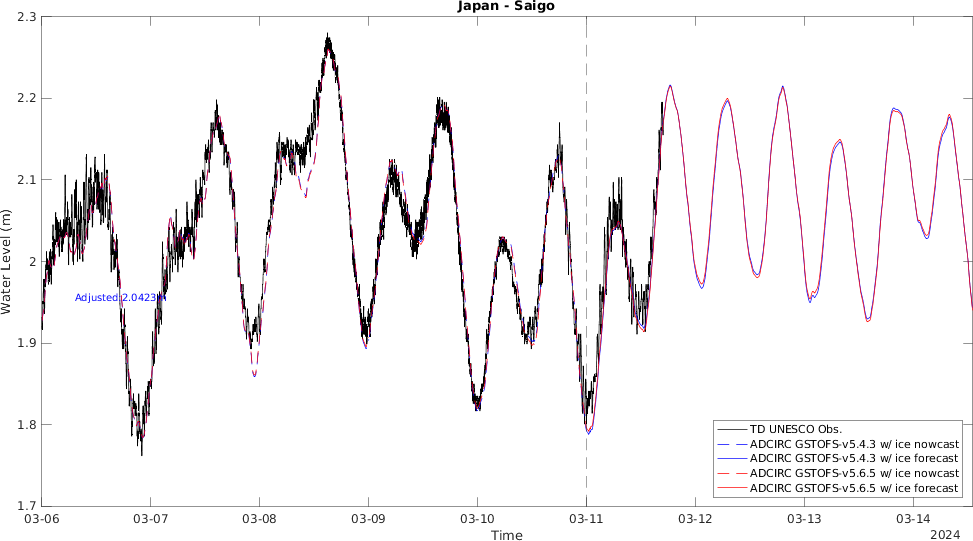 Japan - Saigo
2.3
2.2
2.1
2
1.9
1.8
1.7
Water Level (m)
Adjusted:2.0423m
TD UNESCO Obs.
ADCIRC GSTOFS-v5.4.3 w/ ice nowcast
ADCIRC GSTOFS-v5.4.3 w/ ice forecast
ADCIRC GSTOFS-v5.6.5 w/ ice nowcast
ADCIRC GSTOFS-v5.6.5 w/ ice forecast
03-06 03-07 03-08 03-09 03-10 03-11 03-12 03-13 03-14
Time
2024